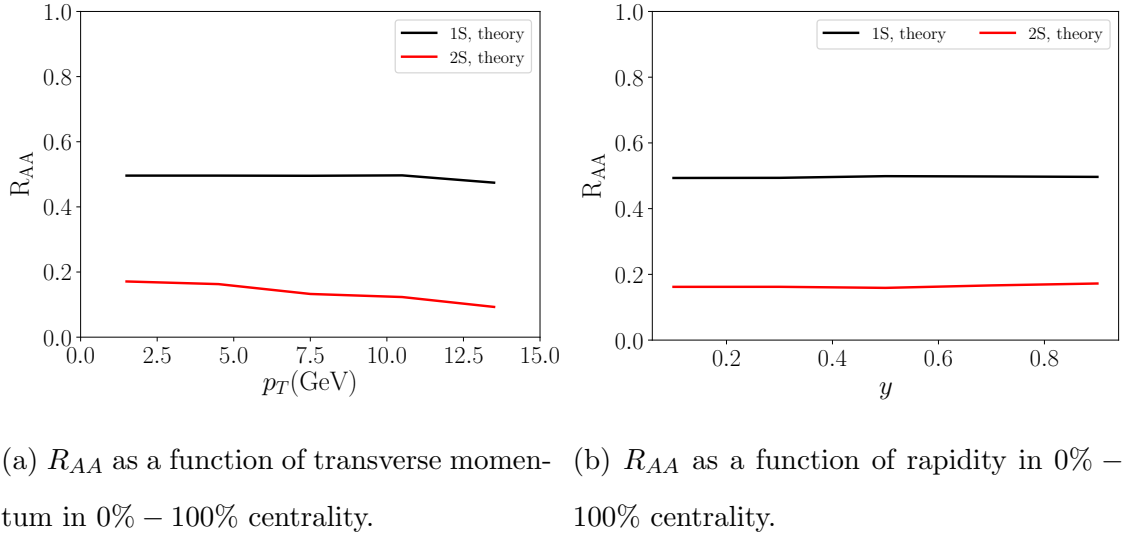 1.0
0.8
0.6
0.4
0.2
0.0
R_AA
1S, theory
2S, theory
0.0 2.5 5.0 7.5 10.0 12.5 15.0
p_T(GeV)
1.0
0.8
0.6
0.4
0.2
0.0
R_AA
1S, theory 2S, theory
0.2 0.4 0.6 0.8
y
(a) R_AA as a function of transverse momen-
tum in 0% – 100% centrality.
(b) R_AA as a function of rapidity in 0% –
100% centrality.